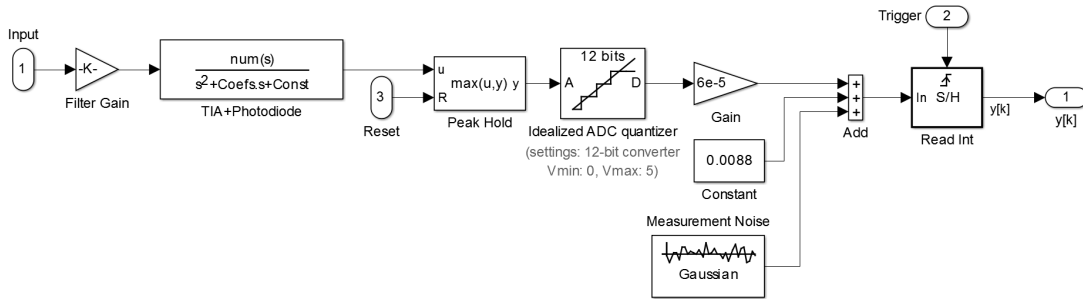 Input
1
-K-
Filter Gain
num(s)
s²+Coefs.s+Const
TIA+Photodiode
3
Reset
u
R
max(u,y) y
Peak Hold
12 bits
A
D
Idealized ADC quantizer
(settings: 12-bit converter
Vmin: 0, Vmax: 5)
6e-5
Gain
0.0088
Constant
Measurement Noise
Gaussian
+
+
+
Add
Trigger
2
In
S/H
Read Int
y[k]
1
y[k]